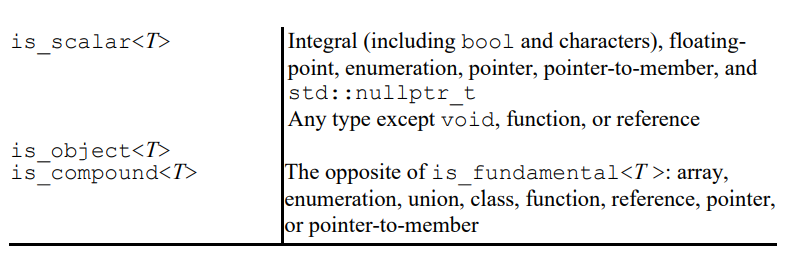 is_scalar<T> Integral (including bool and characters), floating-
point, enumeration, pointer, pointer-to-member, and
std::nullptr_t
Any type except void, function, or reference
is_object<T>
is_compound<T> The opposite of is_fundamental<T >: array,
enumeration, union, class, function, reference, pointer,
or pointer-to-member